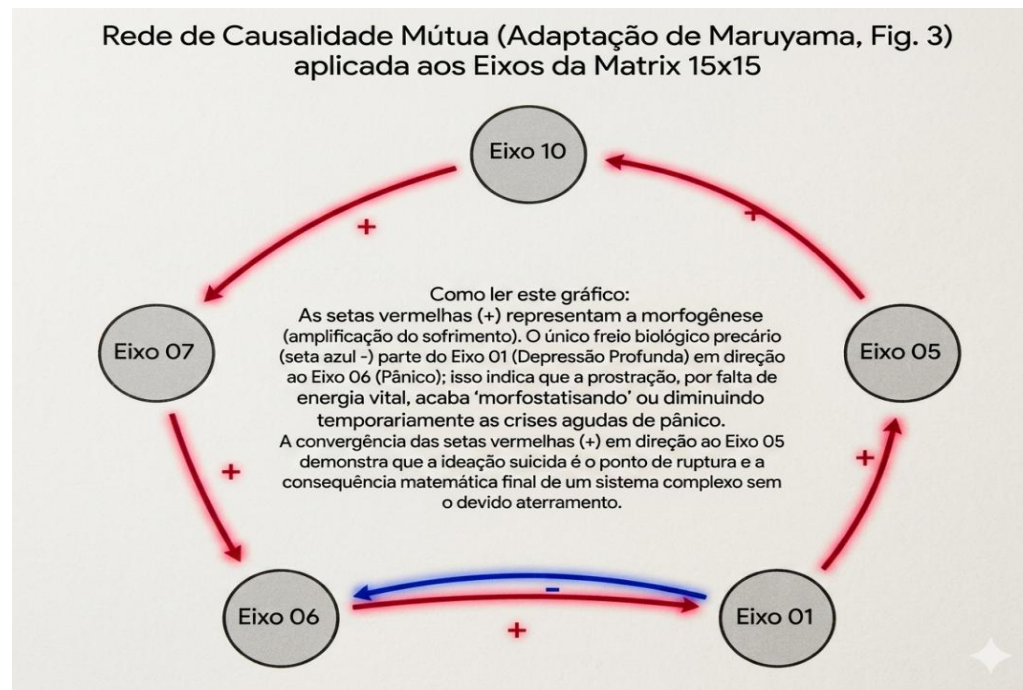 Rede de Causalidade Mútua (Adaptação de Maruyama, Fig. 3)
aplicada aos Eixos da Matrix 15x15
Eixo 10
+
+
Eixo 07
Eixo 05
Como ler este gráfico:
As setas vermelhas (+) representam a morfogênese
(amplificação do sofrimento). O único freio biológico precário
(seta azul -) parte do Eixo 01 (Depressão Profunda) em direção
ao Eixo 06 (Pânico); isso indica que a prostração, por falta de
energia vital, acaba ‘morfostatisando’ ou diminuindo
temporariamente as crises agudas de pânico.
A convergência das setas vermelhas (+) em direção ao Eixo 05
demonstra que a ideação suicida é o ponto de ruptura e a
consequência matemática final de um sistema complexo sem
o devido aterramento.
+
+
Eixo 06
-
+
Eixo 01